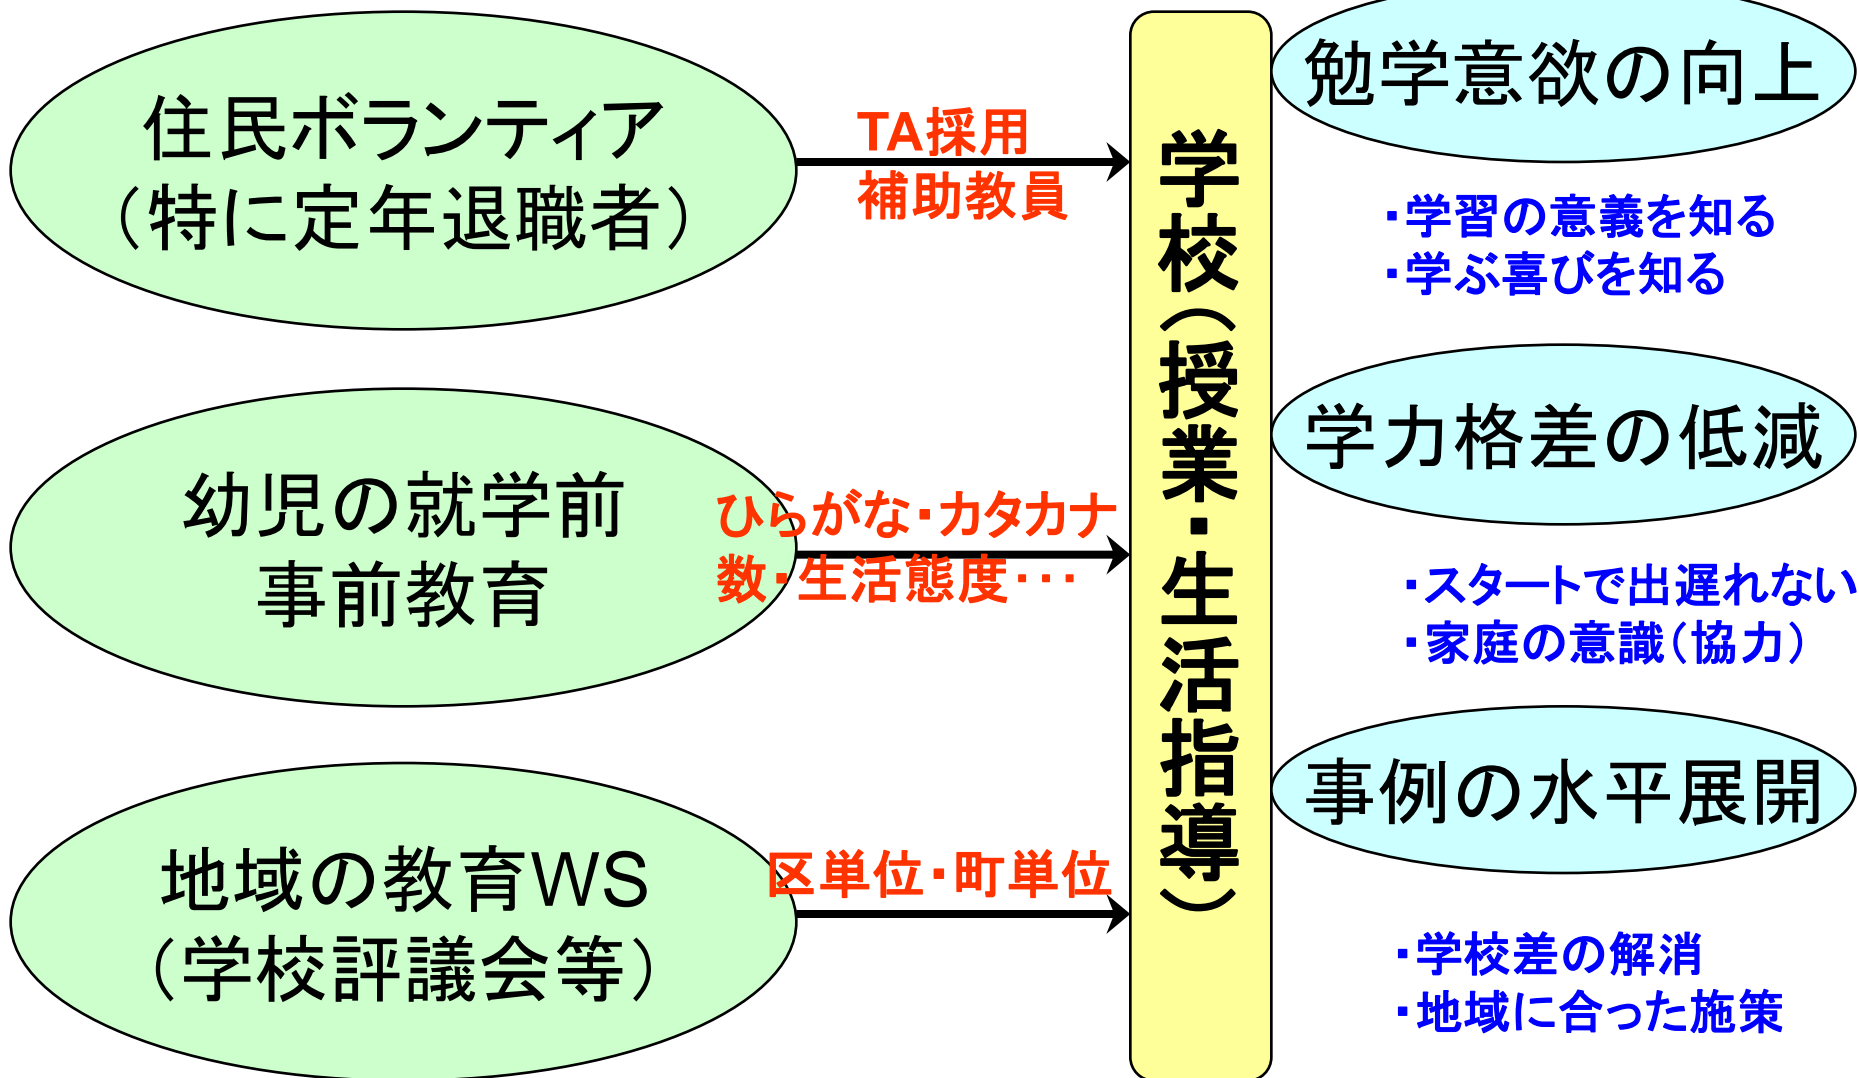 住民ボランティア
（特に定年退職者）
TA採用
補助教員
幼児の就学前
事前教育
ひらがな・カタカナ
数・生活態度・・・
地域の教育WS
（学校評議会等）
区単位・町単位
学校（授業・生活指導）
勉学意欲の向上
・学習の意義を知る
・学ぶ喜びを知る
学力格差の低減
・スタートで出遅れない
・家庭の意識（協力）
事例の水平展開
・学校差の解消
・地域に合った施策